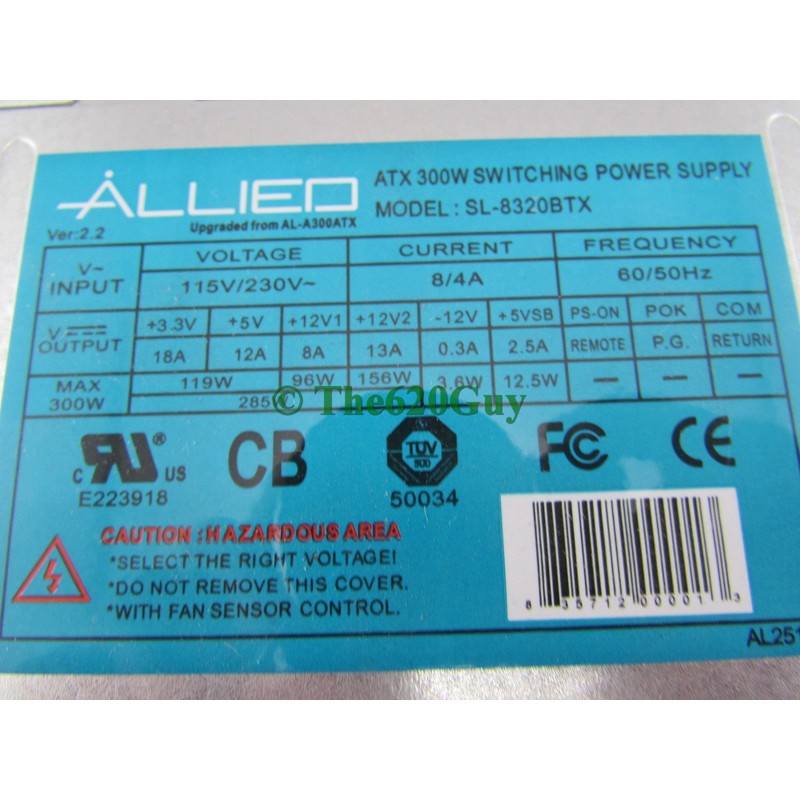 ALLIED
Upgraded from AL-A300ATX
Ver:2.2
ATX 300W SWITCHING POWER SUPPLY
MODEL : SL-8320BTX
V~ INPUT VOLTAGE CURRENT FREQUENCY
115V/230V~ 8/4A 60/50Hz
V OUTPUT +3.3V +5V +12V1 +12V2 -12V +5VSB PS-ON POK COM
18A 12A 8A 13A 0.3A 2.5A REMOTE P.G. RETURN
MAX 300W 119W 96W 156W 3.6W 12.5W — — —
285W
© The620Guy
c RU ® US
E223918
CB
TÜV
SÜD
50034
FC
CE
CAUTION : HAZARDOUS AREA
*SELECT THE RIGHT VOLTAGE!
*DO NOT REMOVE THIS COVER.
*WITH FAN SENSOR CONTROL.
8 35712 00001 3
AL251